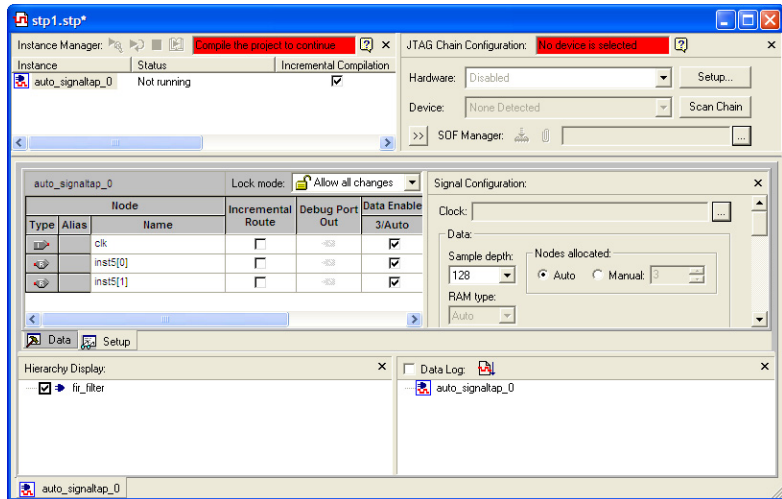 stp1.stp*
Instance Manager: Compile the project to continue
JTAG Chain Configuration: No device is selected
Instance Status Incremental Compilation
auto_signaltap_0 Not running
Hardware: Disabled Setup...
Device: None Detected Scan Chain
>> SOF Manager: ...
auto_signaltap_0 Lock mode: Allow all changes
Node Incremental Route Debug Port Out Data Enable
Type Alias Name 3/Auto
clk
inst5[0]
inst5[1]
Signal Configuration:
Clock: ...
Data:
Sample depth: Nodes allocated:
128 Auto Manual: 3
RAM type:
Auto
Data Setup
Hierarchy Display:
fir_filter
Data Log:
auto_signaltap_0
auto_signaltap_0